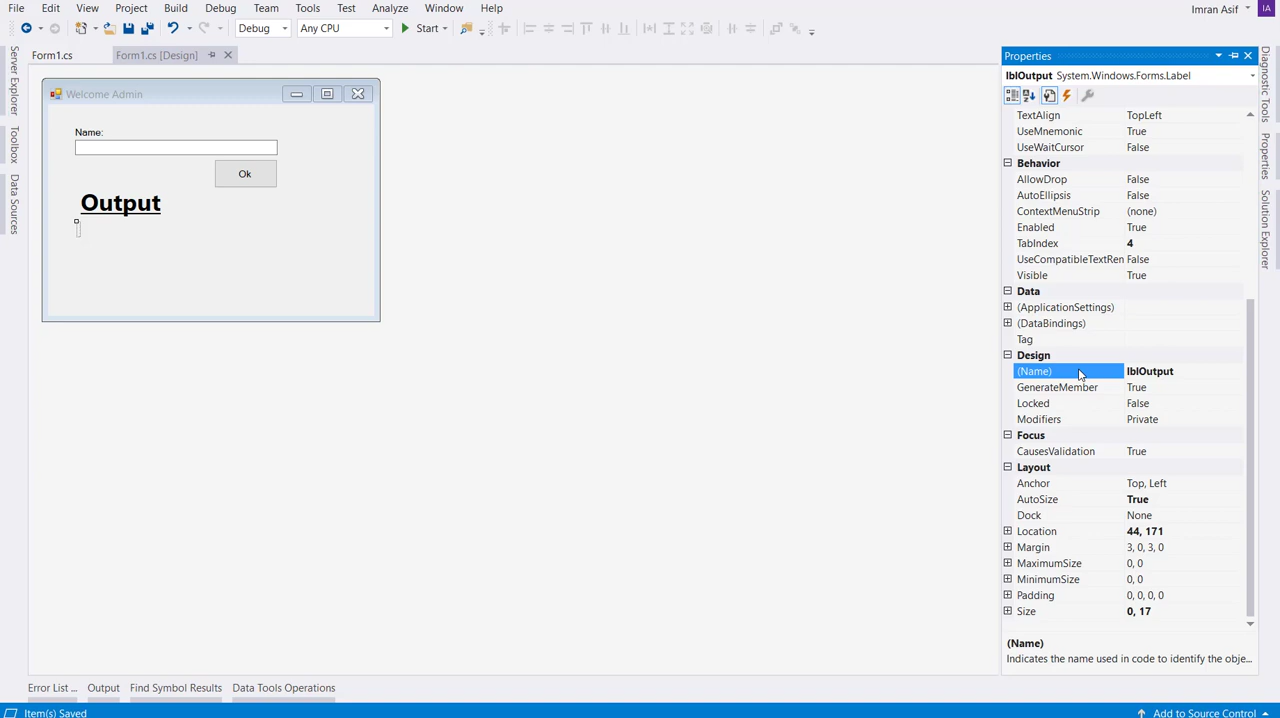 File Edit View Project Build Debug Team Tools Test Analyze Window Help Imran Asif IA
Debug Any CPU Start
Form1.cs Form1.cs [Design]
Server Explorer
Toolbox
Data Sources
Welcome Admin
Name:
Ok
Output
Properties
lblOutput System.Windows.Forms.Label
TextAlign TopLeft
UseMnemonic True
UseWaitCursor False
Behavior
AllowDrop False
AutoEllipsis False
ContextMenuStrip (none)
Enabled True
TabIndex 4
UseCompatibleTextRen False
Visible True
Data
(ApplicationSettings)
(DataBindings)
Tag
Design
(Name) lblOutput
GenerateMember True
Locked False
Modifiers Private
Focus
CausesValidation True
Layout
Anchor Top, Left
AutoSize True
Dock None
Location 44, 171
Margin 3, 0, 3, 0
MaximumSize 0, 0
MinimumSize 0, 0
Padding 0, 0, 0, 0
Size 0, 17
(Name)
Indicates the name used in code to identify the obje...
Diagnostic Tools
Properties
Solution Explorer
Error List ... Output Find Symbol Results Data Tools Operations
Item(s) Saved Add to Source Control